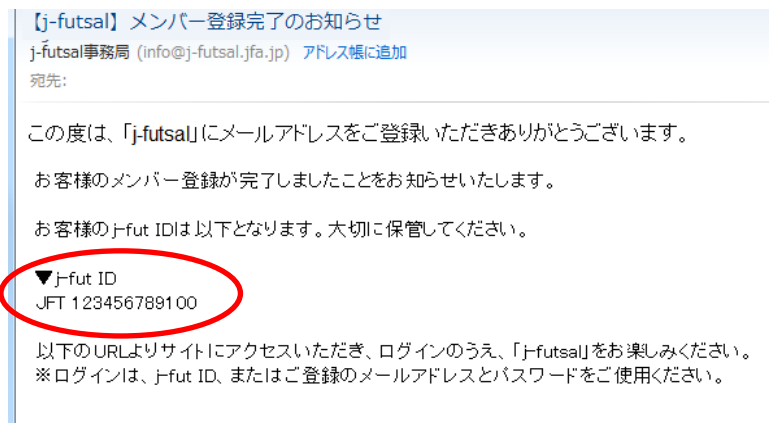 【j-futsal】メンバー登録完了のお知らせ
j-futsal事務局 (info@j-futsal.jfa.jp) アドレス帳に追加
宛先:
この度は、「j-futsal」にメールアドレスをご登録いただきありがとうございます。
お客様のメンバー登録が完了しましたことをお知らせいたします。
お客様のj-fut IDは以下となります。大切に保管してください。
▼j-fut ID
JFT 123456789100
以下のURLよりサイトにアクセスいただき、ログインのうえ、「j-futsal」をお楽しみください。
※ログインは、j-fut ID、またはご登録のメールアドレスとパスワードをご使用ください。